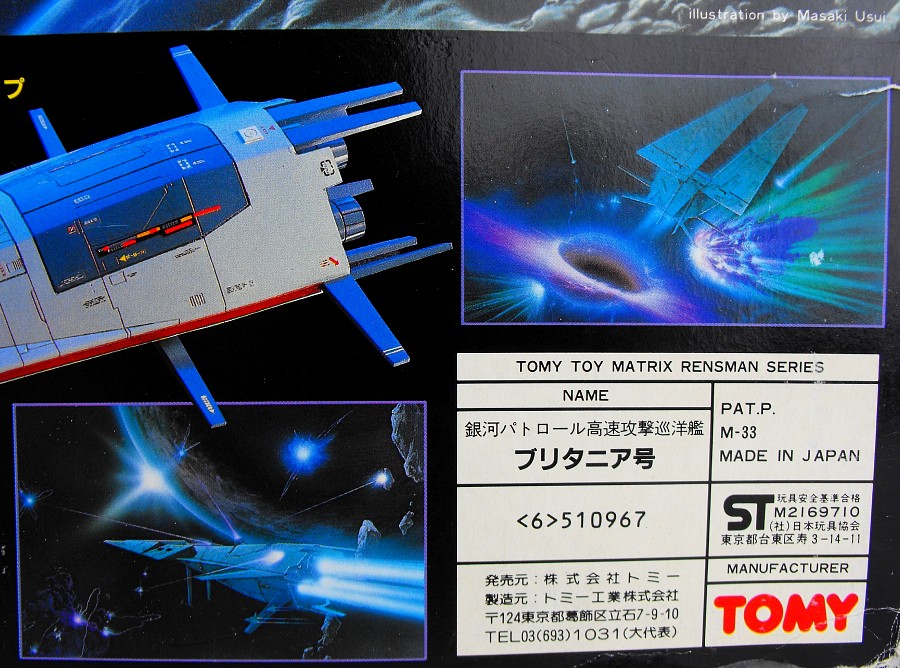 illustration by Masaki Usui
プ
TOMY TOY MATRIX RENSMAN SERIES
NAME
銀河パトロール高速攻撃巡洋艦
ブリタニア号
PAT.P.
M-33
MADE IN JAPAN
<6>510967
ST
玩具安全基準合格
M2169710
(社)日本玩具協会
東京都台東区寿3-14-11
発売元:株式会社トミー
製造元:トミー工業株式会社
〒124東京都葛飾区立石7-9-10
TEL03(693)1031(大代表)
MANUFACTURER
TOMY